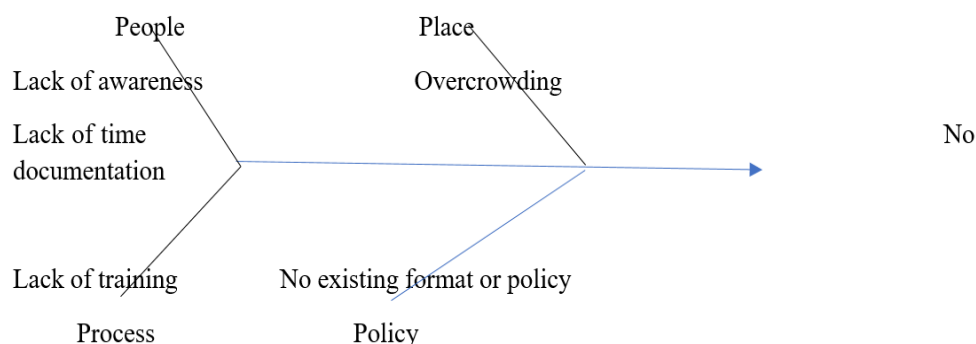 People Place
Lack of awareness Overcrowding
Lack of time No
documentation
Lack of training No existing format or policy
Process Policy